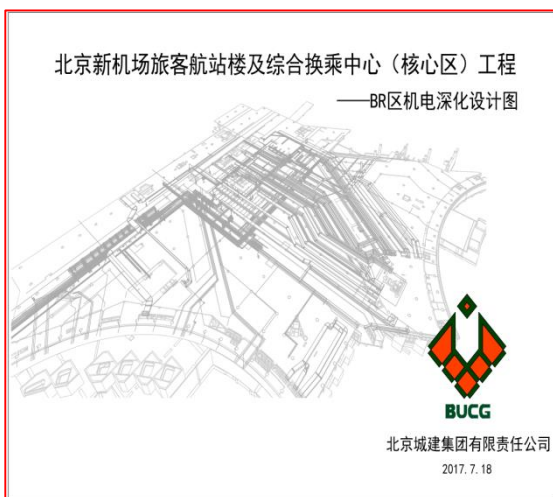 北京新机场旅客航站楼及综合换乘中心（核心区）工程
——BR区机电深化设计图
BUCG
北京城建集团有限责任公司
2017.7.18